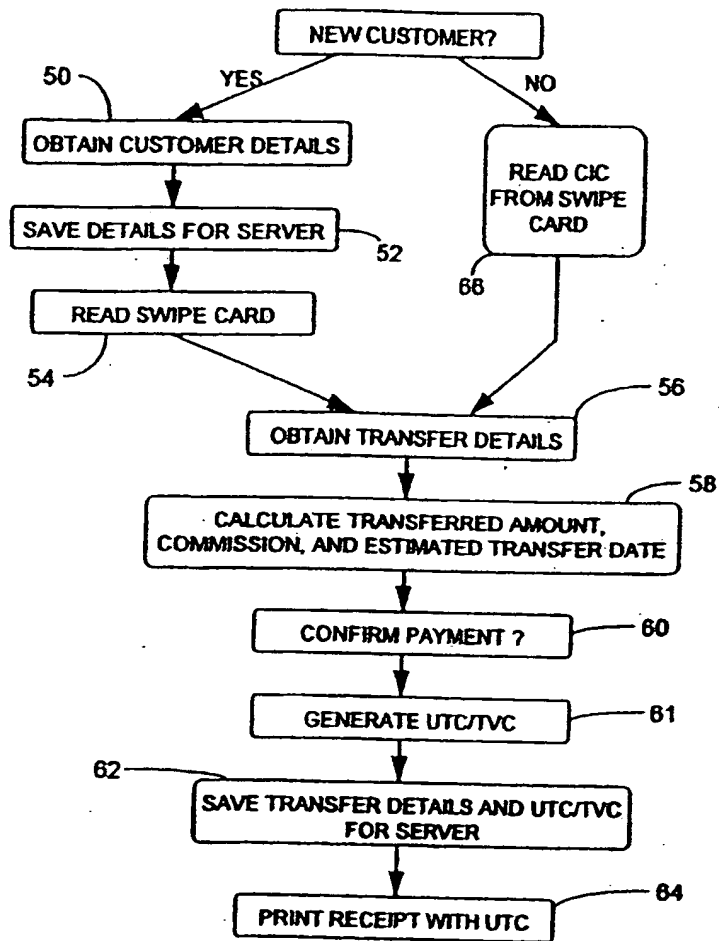 NEW CUSTOMER?
50
YES
NO
OBTAIN CUSTOMER DETAILS
READ CIC
FROM SWIPE
CARD
SAVE DETAILS FOR SERVER
52
66
READ SWIPE CARD
54
56
OBTAIN TRANSFER DETAILS
58
CALCULATE TRANSFERRED AMOUNT,
COMMISSION, AND ESTIMATED TRANSFER DATE
CONFIRM PAYMENT ?
60
GENERATE UTC/TVC
61
62
SAVE TRANSFER DETAILS AND UTC/TVC
FOR SERVER
64
PRINT RECEIPT WITH UTC